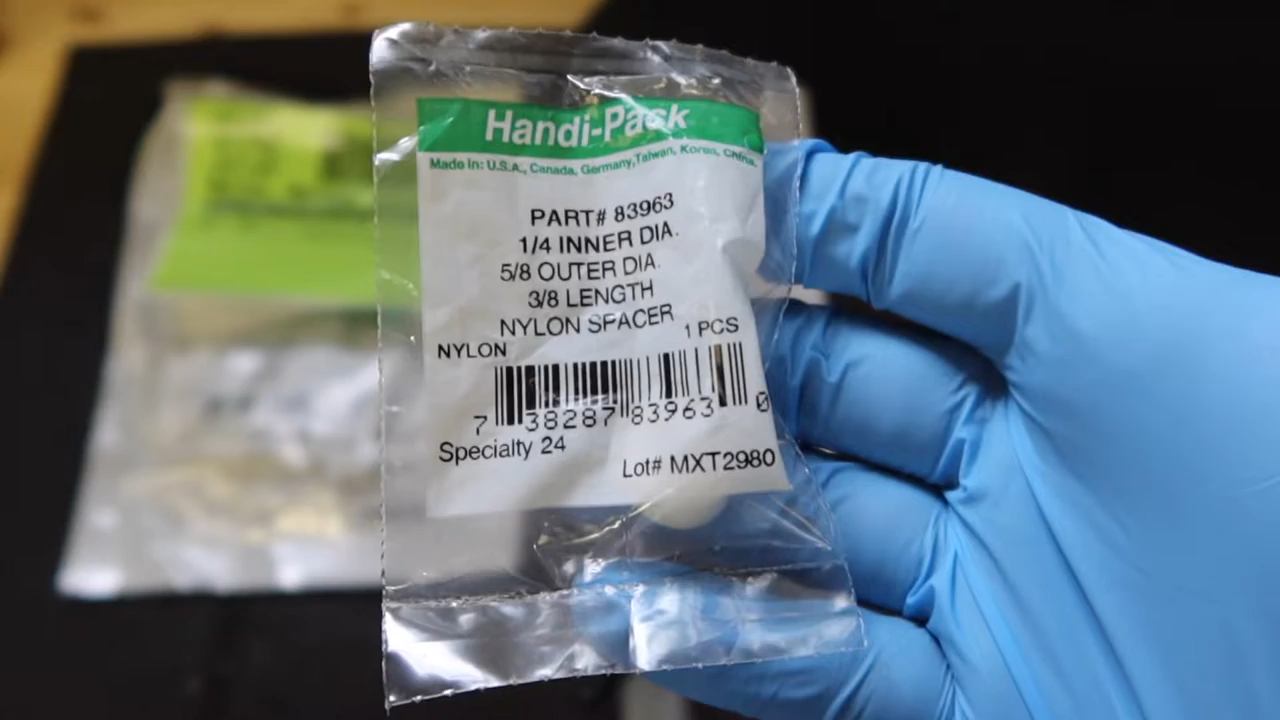 Handi-Pack
Made in: U.S.A., Canada, Germany, Taiwan, Korea, China.
PART# 83963
1/4 INNER DIA.
5/8 OUTER DIA.
3/8 LENGTH
NYLON SPACER
NYLON 1 PCS
7 38287 83963 0
Specialty 24
Lot# MXT2980